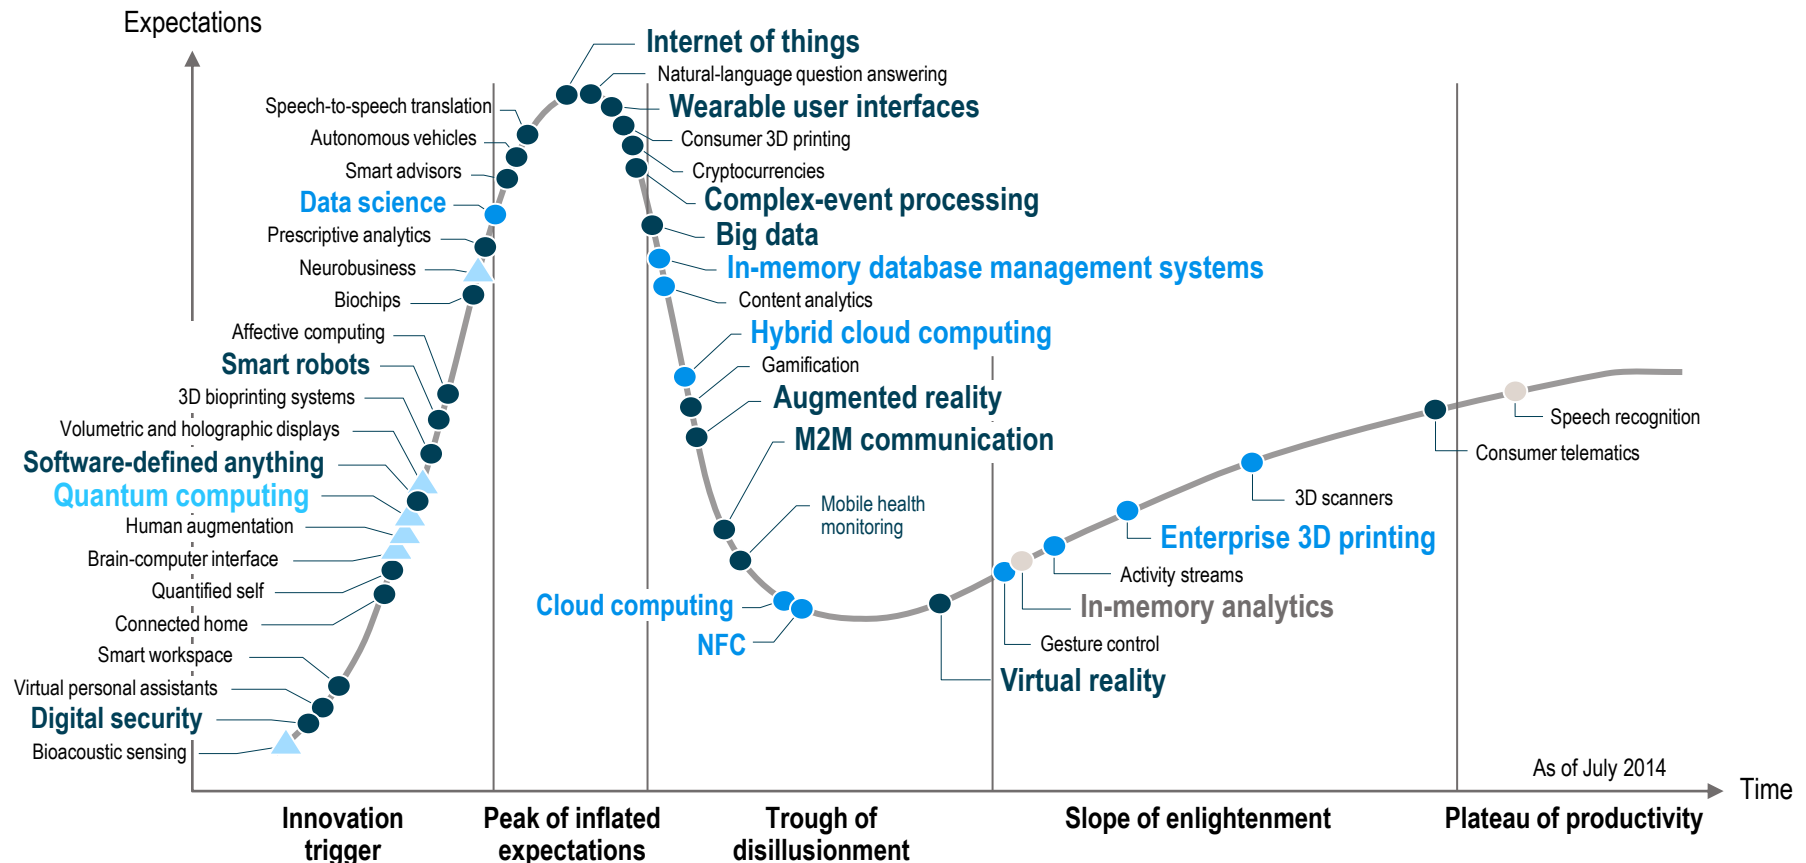 Expectations
Internet of things
Natural-language question answering
Speech-to-speech translation
Wearable user interfaces
Autonomous vehicles
Consumer 3D printing
Smart advisors
Cryptocurrencies
Data science
Complex-event processing
Prescriptive analytics
Big data
Neurobusiness
In-memory database management systems
Biochips
Content analytics
Affective computing
Hybrid cloud computing
Smart robots
Gamification
3D bioprinting systems
Augmented reality
Volumetric and holographic displays
M2M communication
Software-defined anything
Quantum computing
Human augmentation
Brain-computer interface
Quantified self
Connected home
Smart workspace
Virtual personal assistants
Digital security
Bioacoustic sensing
Mobile health
monitoring
Cloud computing
NFC
Virtual reality
Gesture control
In-memory analytics
Activity streams
Enterprise 3D printing
3D scanners
Consumer telematics
Speech recognition
As of July 2014
Time
Innovation
trigger
Peak of inflated
expectations
Trough of
disillusionment
Slope of enlightenment
Plateau of productivity